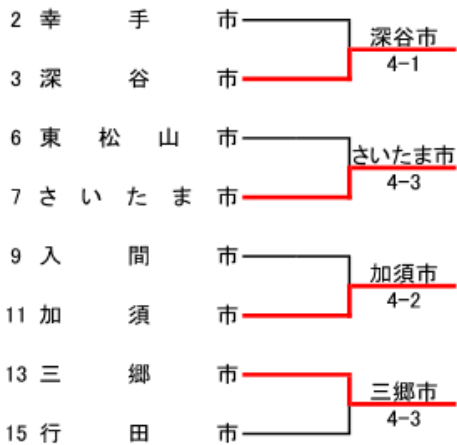 2 幸手市
深谷市
4-1
3 深谷市
6 東松山市
さいたま市
4-3
7 さいたま市
9 入間市
加須市
4-2
11 加須市
13 三郷市
三郷市
4-3
15 行田市